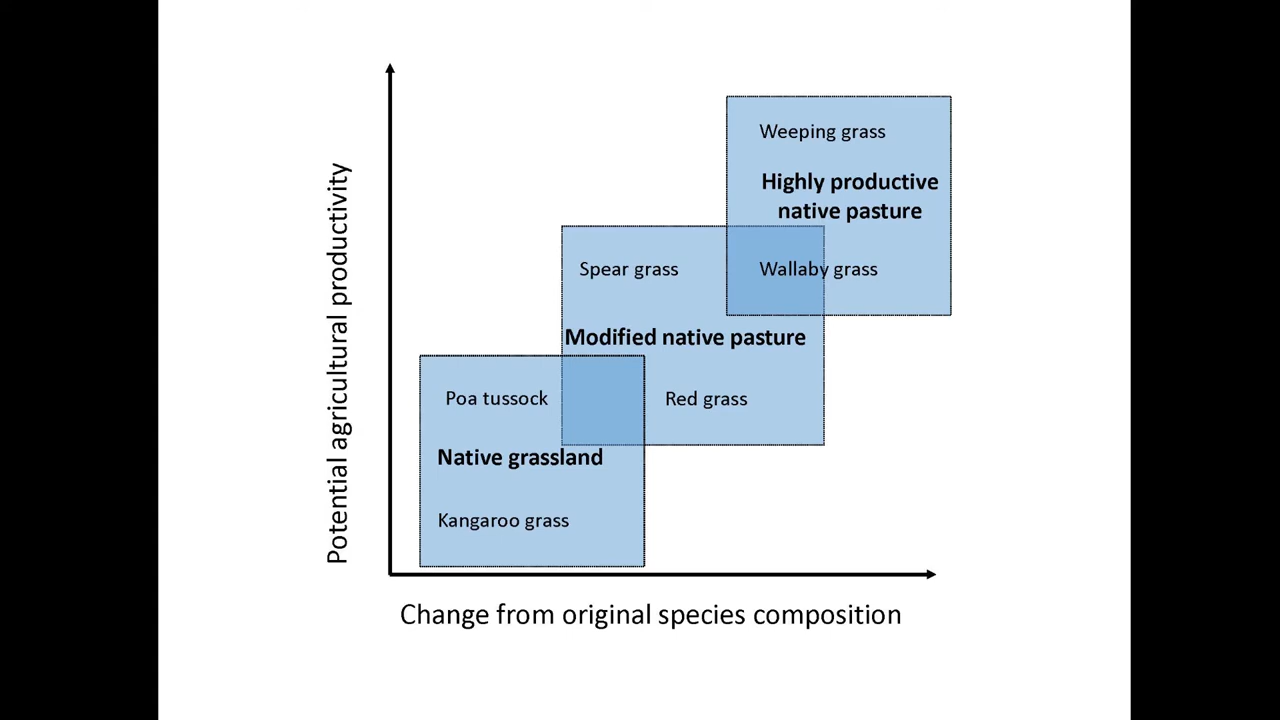 Weeping grass
Highly productive
native pasture
Spear grass
Wallaby grass
Modified native pasture
Poa tussock
Red grass
Native grassland
Kangaroo grass
Potential agricultural productivity
Change from original species composition